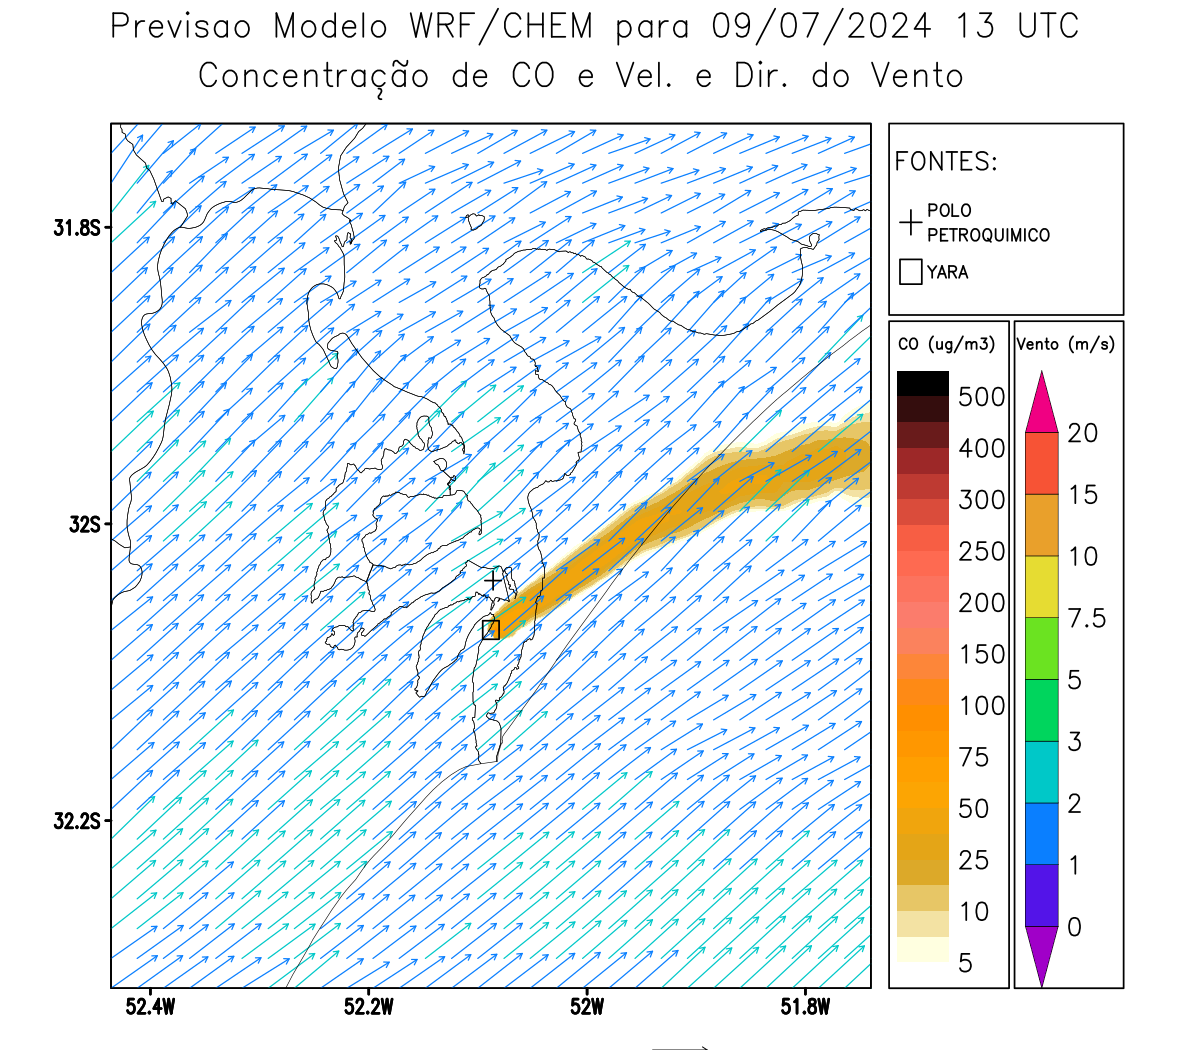 Previsao Modelo WRF/CHEM para 09/07/2024 13 UTC
Concentração de CO e Vel. e Dir. do Vento
FONTES:
POLO
PETROQUIMICO
YARA
CO (ug/m3)
500
400
300
250
200
150
100
75
50
25
10
5
Vento (m/s)
20
15
10
7.5
5
3
2
1
0
31.8S
32S
32.2S
52.4W
52.2W
52W
51.8W